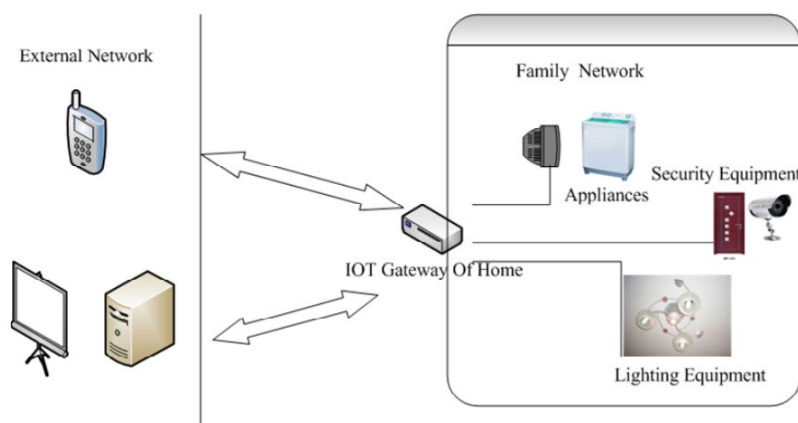 External Network
Family Network
Appliances
Security Equipment
IOT Gateway Of Home
Lighting Equipment